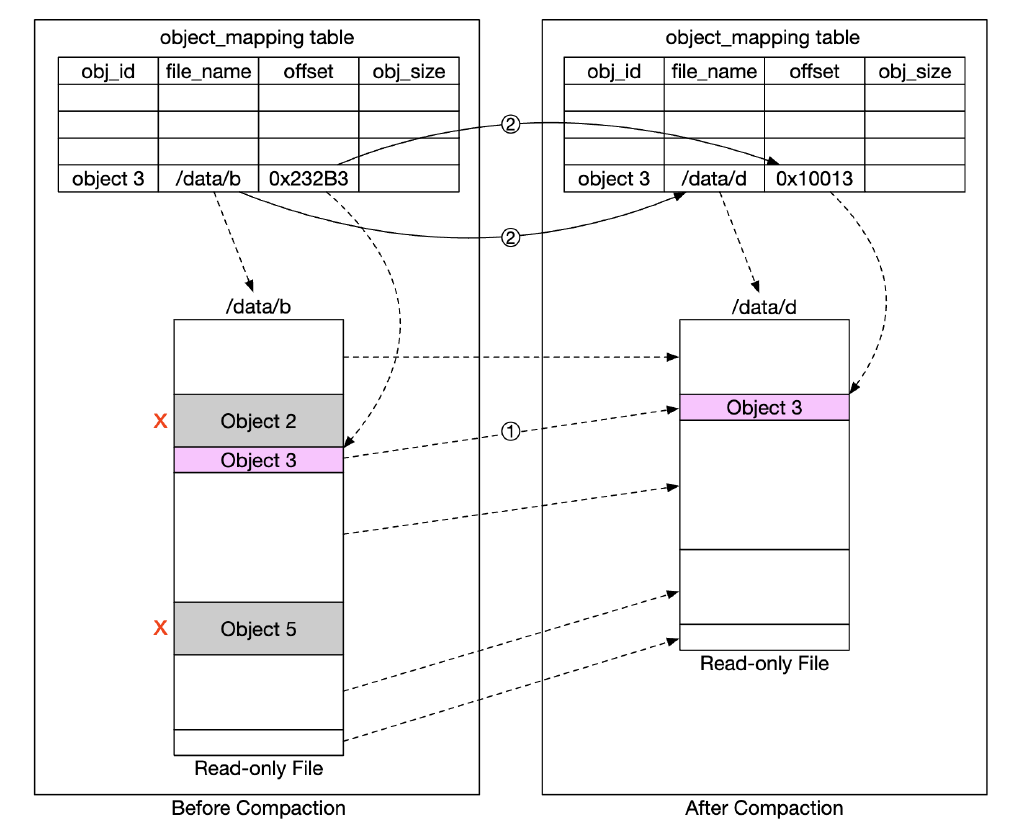 object_mapping table
obj_id file_name offset obj_size
object 3 /data/b 0x232B3
/data/b
X Object 2
Object 3
X Object 5
Read-only File
Before Compaction
②
②
①
object_mapping table
obj_id file_name offset obj_size
object 3 /data/d 0x10013
/data/d
Object 3
Read-only File
After Compaction